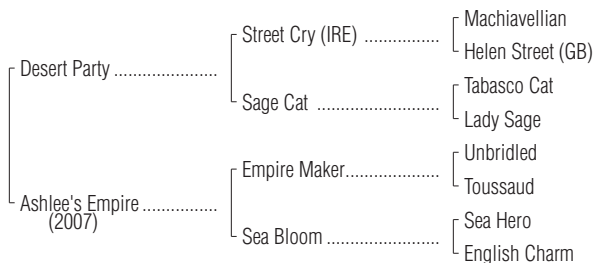 Machiavellian
Street Cry (IRE) ..................
Helen Street (GB)
Desert Party ......................
Tabasco Cat
Sage Cat ...........................
Lady Sage
Unbridled
Empire Maker.....................
Toussaud
Ashlee's Empire ................
(2007)
Sea Hero
Sea Bloom .........................
English Charm